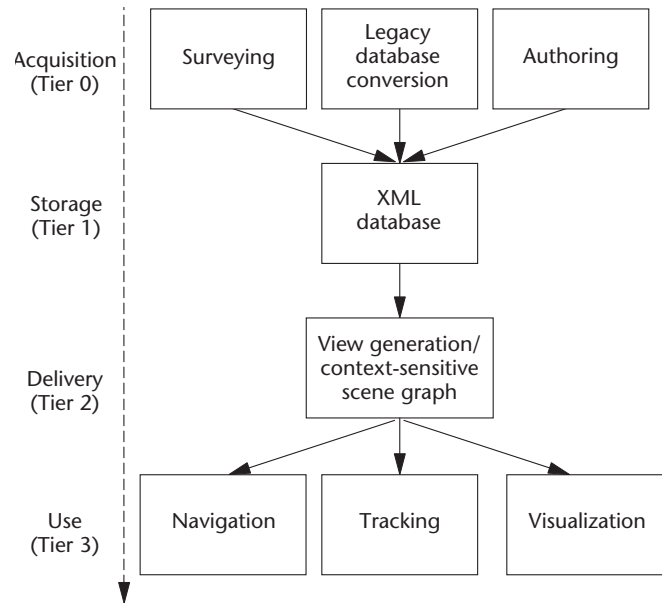 Acquisition
(Tier 0)
Surveying
Legacy
database
conversion
Authoring
Storage
(Tier 1)
XML
database
Delivery
(Tier 2)
View generation/
context-sensitive
scene graph
Use
(Tier 3)
Navigation
Tracking
Visualization